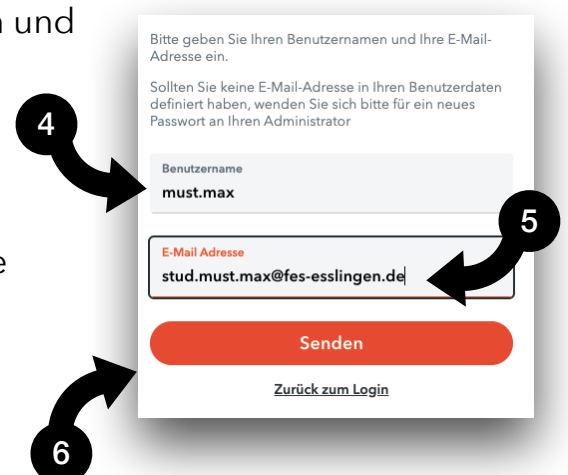 und
Bitte geben Sie Ihren Benutzernamen und Ihre E-Mail-
Adresse ein.
Sollten Sie keine E-Mail-Adresse in Ihren Benutzerdaten
definiert haben, wenden Sie sich bitte für ein neues
Passwort an Ihren Administrator
4
Benutzername
must.max
5
E-Mail Adresse
stud.must.max@fes-esslingen.de
Senden
Zurück zum Login
6